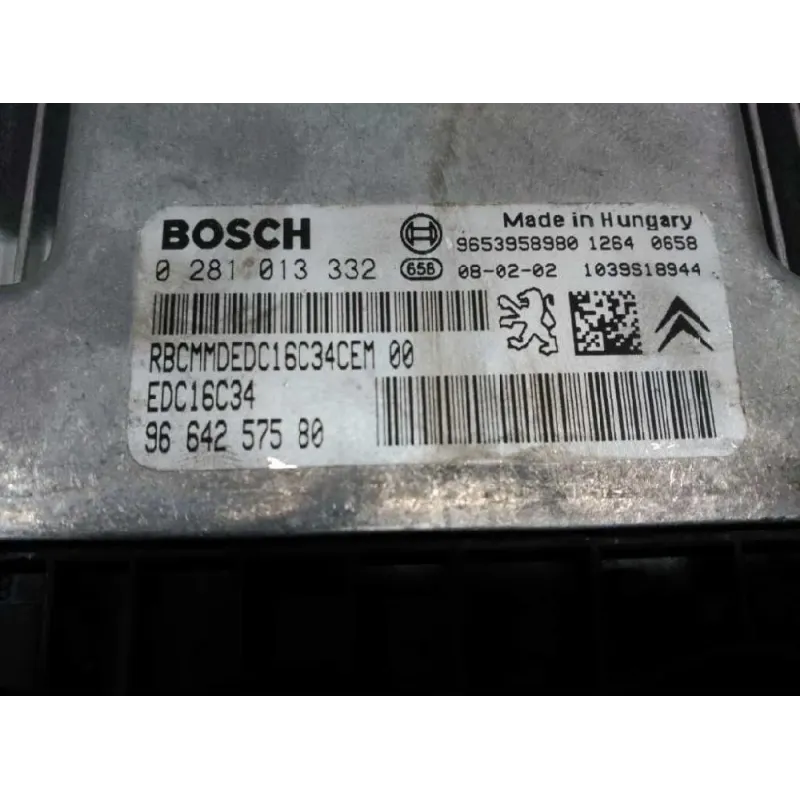 BOSCH
Made in Hungary
9653958980 1264 0658
0 281 013 332 658 08-02-02 1039S18944
RBCMMDEDC16C34CEM 00
EDC16C34
96 642 575 80